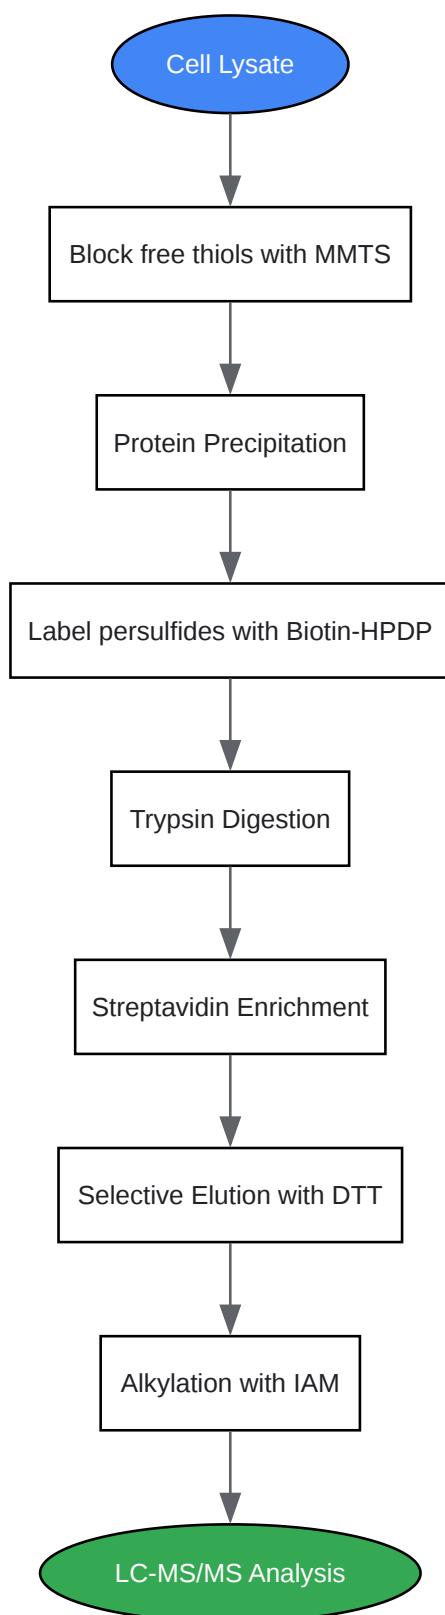 Cell Lysate
Block free thiols with MMTS
Protein Precipitation
Label persulfides with Biotin-HPDP
Trypsin Digestion
Streptavidin Enrichment
Selective Elution with DTT
Alkylation with IAM
LC-MS/MS Analysis